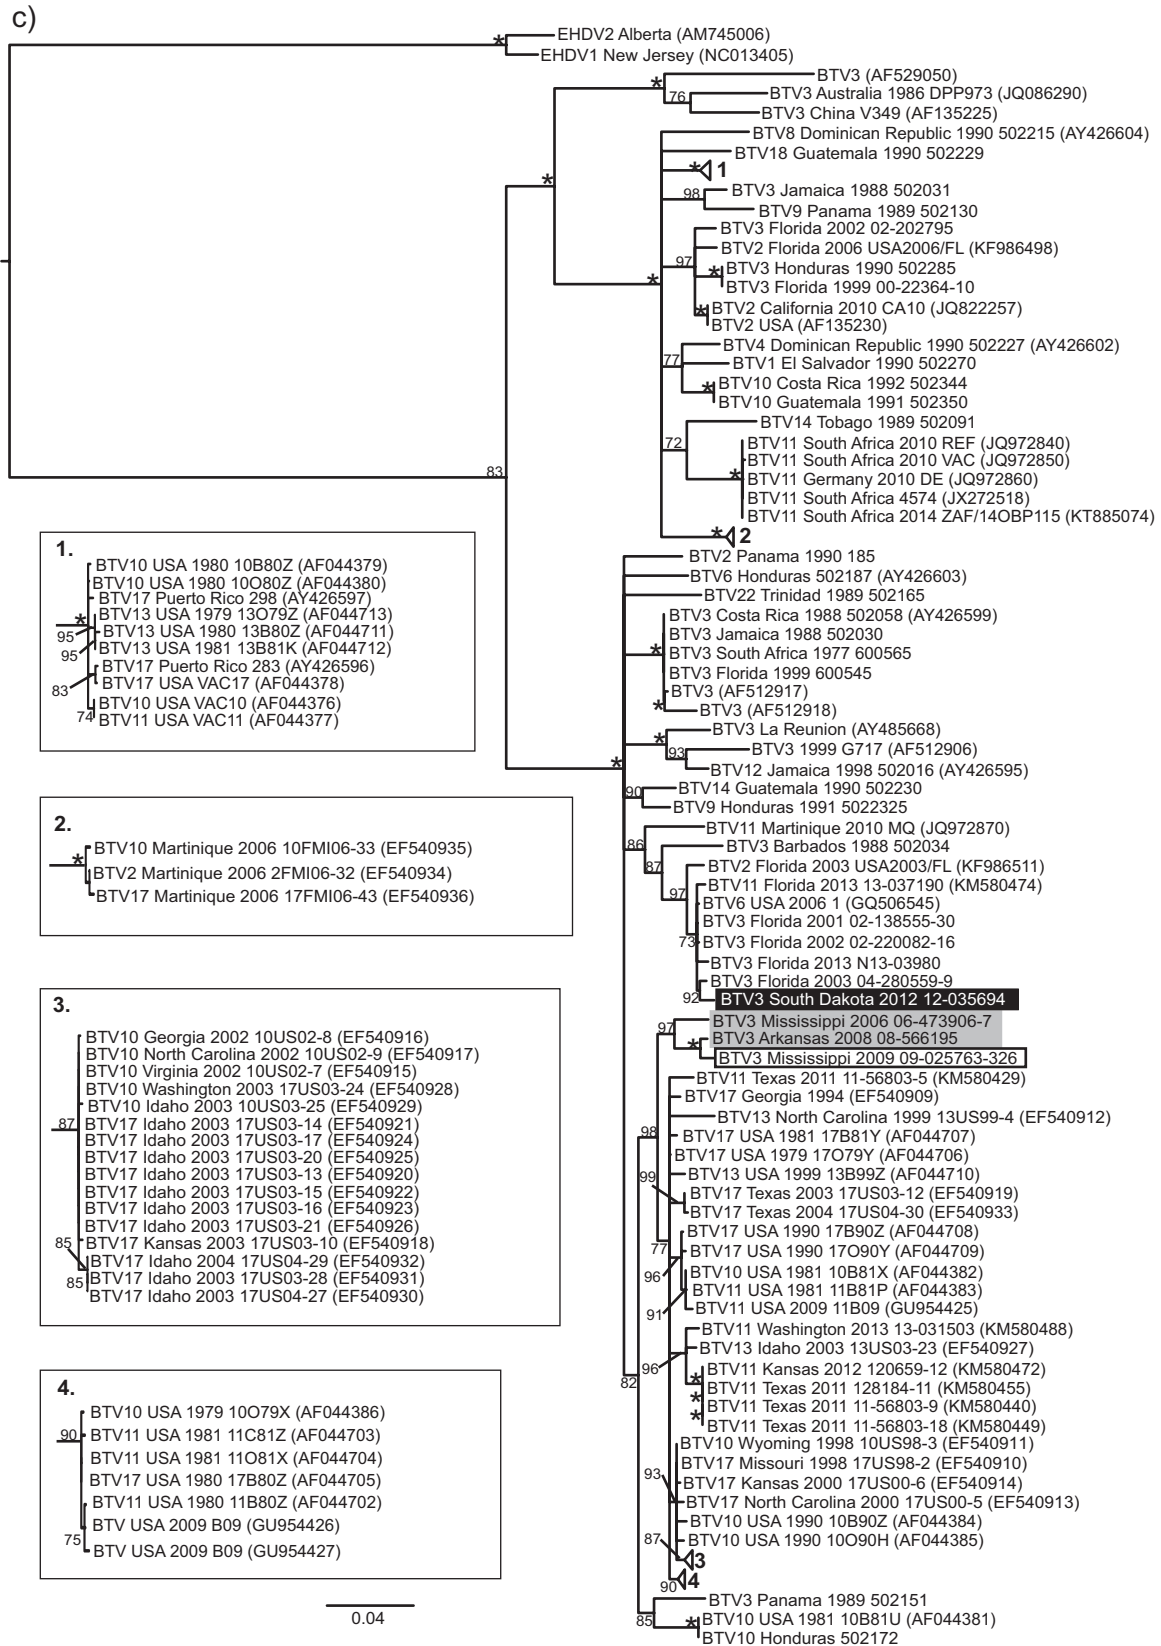 c)
EHDV2 Alberta (AM745006)
*
EHDV1 New Jersey (NC013405)
BTV3 (AF529050)
*
BTV3 Australia 1986 DPP973 (JQ086290)
76
BTV3 China V349 (AF135225)
BTV8 Dominican Republic 1990 502215 (AY426604)
BTV18 Guatemala 1990 502229
* 1
*
BTV3 Jamaica 1988 502031
98
BTV9 Panama 1989 502130
BTV3 Florida 2002 02-202795
BTV2 Florida 2006 USA2006/FL (KF986498)
97
* BTV3 Honduras 1990 502285
*
BTV3 Florida 1999 00-22364-10
* BTV2 California 2010 CA10 (JQ822257)
BTV2 USA (AF135230)
BTV4 Dominican Republic 1990 502227 (AY426602)
77
BTV1 El Salvador 1990 502270
* BTV10 Costa Rica 1992 502344
BTV10 Guatemala 1991 502350
BTV14 Tobago 1989 502091
72
BTV11 South Africa 2010 REF (JQ972840)
BTV11 South Africa 2010 VAC (JQ972850)
83
* BTV11 Germany 2010 DE (JQ972860)
BTV11 South Africa 4574 (JX272518)
BTV11 South Africa 2014 ZAF/14OBP115 (KT885074)
* 2
BTV2 Panama 1990 185
BTV6 Honduras 502187 (AY426603)
BTV22 Trinidad 1989 502165
BTV3 Costa Rica 1988 502058 (AY426599)
BTV3 Jamaica 1988 502030
* BTV3 South Africa 1977 600565
BTV3 Florida 1999 600545
BTV3 (AF512917)
* BTV3 (AF512918)
BTV3 La Reunion (AY485668)
*
93
BTV3 1999 G717 (AF512906)
*
BTV12 Jamaica 1998 502016 (AY426595)
90
BTV14 Guatemala 1990 502230
BTV9 Honduras 1991 5022325
BTV11 Martinique 2010 MQ (JQ972870)
86
BTV3 Barbados 1988 502034
87
BTV2 Florida 2003 USA2003/FL (KF986511)
97
BTV11 Florida 2013 13-037190 (KM580474)
BTV6 USA 2006 1 (GQ506545)
BTV3 Florida 2001 02-138555-30
73
BTV3 Florida 2002 02-220082-16
BTV3 Florida 2013 N13-03980
BTV3 Florida 2003 04-280559-9
92
BTV3 South Dakota 2012 12-035694
97
BTV3 Mississippi 2006 06-473906-7
* BTV3 Arkansas 2008 08-566195
BTV3 Mississippi 2009 09-025763-326
BTV11 Texas 2011 11-56803-5 (KM580429)
BTV17 Georgia 1994 (EF540909)
BTV13 North Carolina 1999 13US99-4 (EF540912)
98
BTV17 USA 1981 17B81Y (AF044707)
BTV17 USA 1979 17O79Y (AF044706)
99
BTV13 USA 1999 13B99Z (AF044710)
BTV17 Texas 2003 17US03-12 (EF540919)
BTV17 Texas 2004 17US04-30 (EF540933)
BTV17 USA 1990 17B90Z (AF044708)
77
BTV17 USA 1990 17O90Y (AF044709)
96
BTV10 USA 1981 10B81X (AF044382)
BTV11 USA 1981 11B81P (AF044383)
91
BTV11 USA 2009 11B09 (GU954425)
BTV11 Washington 2013 13-031503 (KM580488)
BTV13 Idaho 2003 13US03-23 (EF540927)
96
* BTV11 Kansas 2012 120659-12 (KM580472)
82
* BTV11 Texas 2011 128184-11 (KM580455)
* BTV11 Texas 2011 11-56803-9 (KM580440)
BTV11 Texas 2011 11-56803-18 (KM580449)
BTV10 Wyoming 1998 10US98-3 (EF540911)
BTV17 Missouri 1998 17US98-2 (EF540910)
93
BTV17 Kansas 2000 17US00-6 (EF540914)
BTV17 North Carolina 2000 17US00-5 (EF540913)
BTV10 USA 1990 10B90Z (AF044384)
87
BTV10 USA 1990 10O90H (AF044385)
3
90 4
BTV3 Panama 1989 502151
85
* BTV10 USA 1981 10B81U (AF044381)
BTV10 Honduras 502172
1.
BTV10 USA 1980 10B80Z (AF044379)
BTV10 USA 1980 10O80Z (AF044380)
BTV17 Puerto Rico 298 (AY426597)
* BTV13 USA 1979 13O79Z (AF044713)
95
BTV13 USA 1980 13B80Z (AF044711)
95
BTV13 USA 1981 13B81K (AF044712)
BTV17 Puerto Rico 283 (AY426596)
83
BTV17 USA VAC17 (AF044378)
BTV10 USA VAC10 (AF044376)
74
BTV11 USA VAC11 (AF044377)
2.
* BTV10 Martinique 2006 10FMI06-33 (EF540935)
BTV2 Martinique 2006 2FMI06-32 (EF540934)
BTV17 Martinique 2006 17FMI06-43 (EF540936)
3.
BTV10 Georgia 2002 10US02-8 (EF540916)
BTV10 North Carolina 2002 10US02-9 (EF540917)
BTV10 Virginia 2002 10US02-7 (EF540915)
BTV10 Washington 2003 17US03-24 (EF540928)
BTV10 Idaho 2003 10US03-25 (EF540929)
87
BTV17 Idaho 2003 17US03-14 (EF540921)
BTV17 Idaho 2003 17US03-17 (EF540924)
BTV17 Idaho 2003 17US03-20 (EF540925)
BTV17 Idaho 2003 17US03-13 (EF540920)
BTV17 Idaho 2003 17US03-15 (EF540922)
BTV17 Idaho 2003 17US03-16 (EF540923)
BTV17 Idaho 2003 17US03-21 (EF540926)
85
BTV17 Kansas 2003 17US03-10 (EF540918)
BTV17 Idaho 2004 17US04-29 (EF540932)
85
BTV17 Idaho 2003 17US03-28 (EF540931)
BTV17 Idaho 2003 17US04-27 (EF540930)
4.
BTV10 USA 1979 10O79X (AF044386)
90
BTV11 USA 1981 11C81Z (AF044703)
BTV11 USA 1981 11O81X (AF044704)
BTV17 USA 1980 17B80Z (AF044705)
BTV11 USA 1980 11B80Z (AF044702)
BTV USA 2009 B09 (GU954426)
75
BTV USA 2009 B09 (GU954427)
0.04